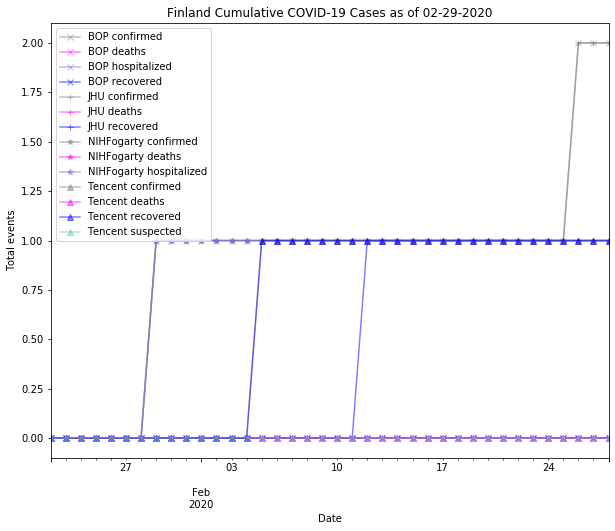 Finland Cumulative COVID-19 Cases as of 02-29-2020
BOP confirmed
BOP deaths
BOP hospitalized
BOP recovered
JHU confirmed
JHU deaths
JHU recovered
NIHFogarty confirmed
NIHFogarty deaths
NIHFogarty hospitalized
Tencent confirmed
Tencent deaths
Tencent recovered
Tencent suspected
Total events
2.00
1.75
1.50
1.25
1.00
0.75
0.50
0.25
0.00
27 03 10 17 24
Feb
2020
Date